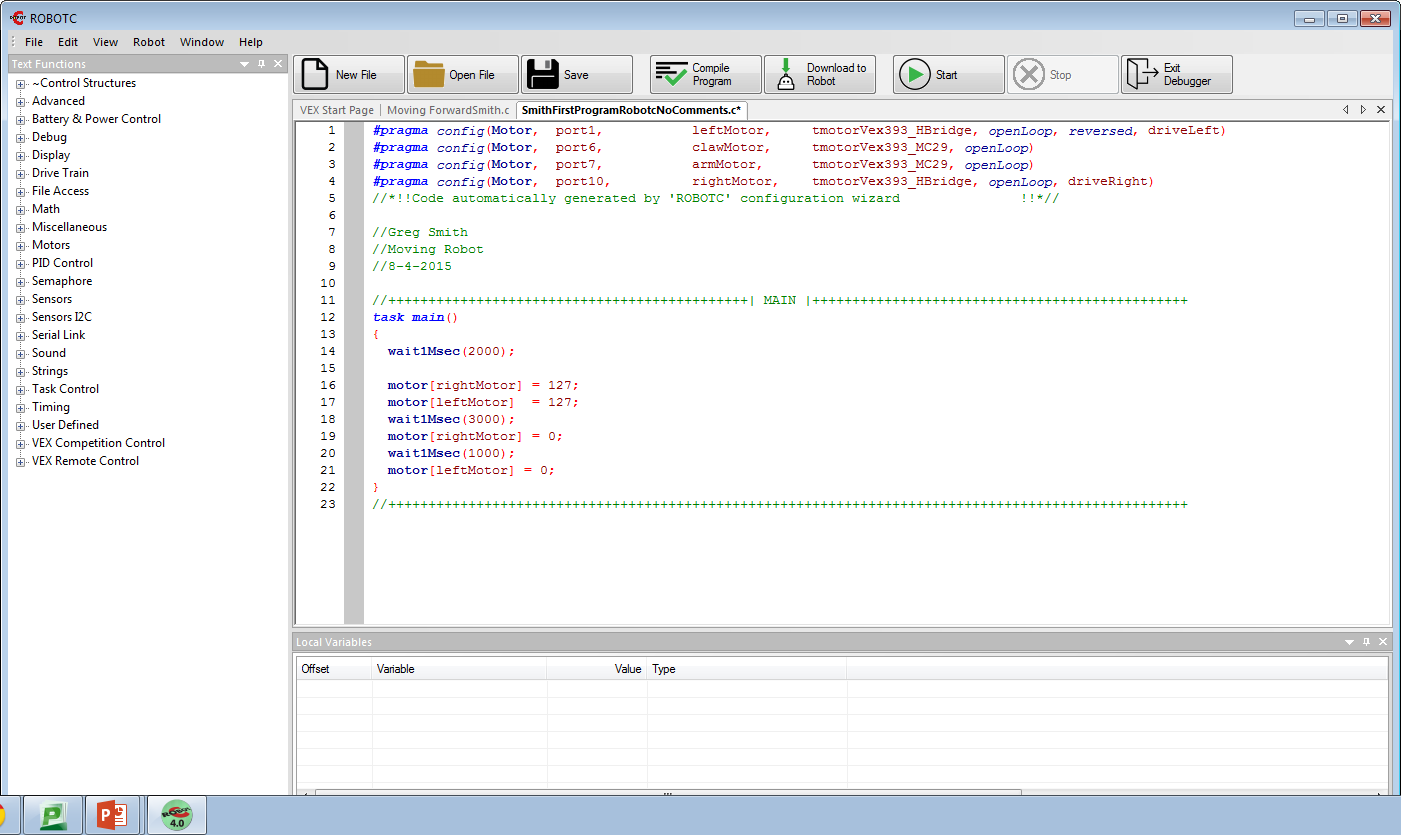 ROBOTC
File Edit View Robot Window Help
Text Functions
~Control Structures
Advanced
Battery & Power Control
Debug
Display
Drive Train
File Access
Math
Miscellaneous
Motors
PID Control
Semaphore
Sensors
Sensors I2C
Serial Link
Sound
Strings
Task Control
Timing
User Defined
VEX Competition Control
VEX Remote Control
New File Open File Save Compile Program Download to Robot Start Stop Exit Debugger
VEX Start Page | Moving ForwardSmith.c SmithFirstProgramRobotcNoComments.c*
1 #pragma config(Motor,  port1,           leftMotor,     tmotorVex393_HBridge, openLoop, reversed, driveLeft)
2 #pragma config(Motor,  port6,           clawMotor,     tmotorVex393_MC29, openLoop)
3 #pragma config(Motor,  port7,           armMotor,      tmotorVex393_MC29, openLoop)
4 #pragma config(Motor,  port10,          rightMotor,    tmotorVex393_HBridge, openLoop, driveRight)
5 //*!!Code automatically generated by 'ROBOTC' configuration wizard               !!*//
6
7 //Greg Smith
8 //Moving Robot
9 //8-4-2015
10
11 //+++++++++++++++++++++++++++++++++++++++++++++| MAIN |+++++++++++++++++++++++++++++++++++++++++++++++
12 task main()
13 {
14   wait1Msec(2000);
15
16   motor[rightMotor] = 127;
17   motor[leftMotor]  = 127;
18   wait1Msec(3000);
19   motor[rightMotor] = 0;
20   wait1Msec(1000);
21   motor[leftMotor] = 0;
22 }
23 //++++++++++++++++++++++++++++++++++++++++++++++++++++++++++++++++++++++++++++++++++++++++++++++++++++
Local Variables
Offset Variable Value Type
P P 4.0